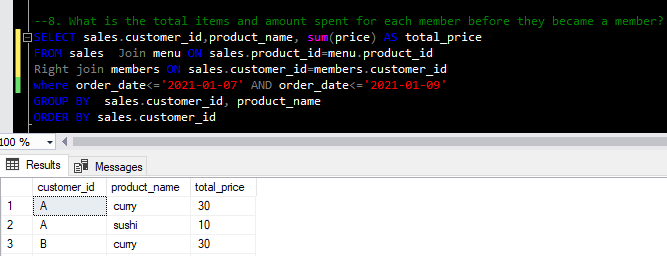 --8. What is the total items and amount spent for each member before they became a member?
SELECT sales.customer_id,product_name, sum(price) AS total_price
FROM sales  Join menu ON sales.product_id=menu.product_id
Right join members ON sales.customer_id=members.customer_id
where order_date<='2021-01-07' AND order_date<='2021-01-09'
GROUP BY  sales.customer_id, product_name
ORDER BY sales.customer_id
100 %
Results Messages
customer_id product_name total_price
1 A curry 30
2 A sushi 10
3 B curry 30